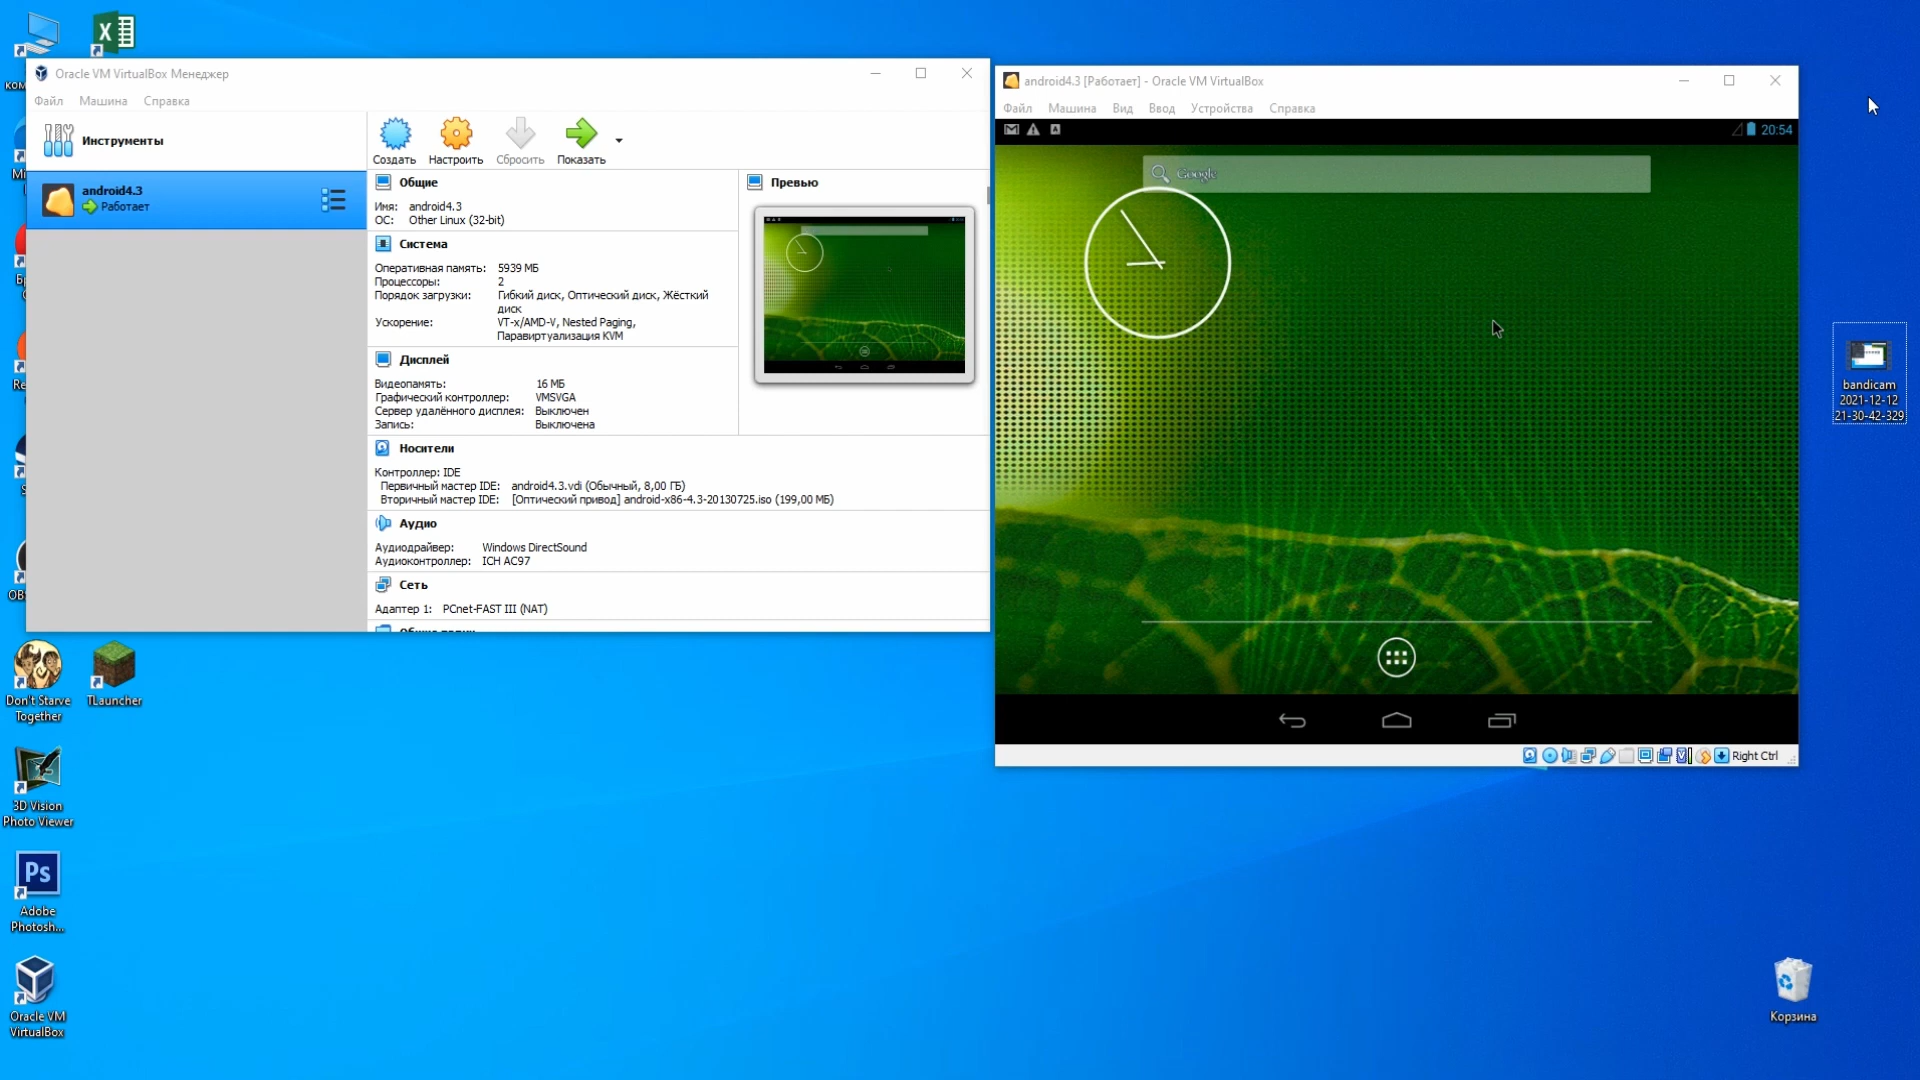 Oracle VM VirtualBox Менеджер
Файл Машина Справка
Инструменты
Создать Настроить Сбросить Показать
android4.3
Работает
Общие
Имя: android4.3
ОС: Other Linux (32-bit)
Система
Оперативная память: 5939 МБ
Процессоры: 2
Порядок загрузки: Гибкий диск, Оптический диск, Жёсткий
диск
Ускорение: VT-x/AMD-V, Nested Paging,
Паравиртуализация KVM
Дисплей
Видеопамять: 16 МБ
Графический контроллер: VMSVGA
Сервер удалённого дисплея: Выключен
Запись: Выключена
Превью
Носители
Контроллер: IDE
Первичный мастер IDE: android4.3.vdi (Обычный, 8,00 ГБ)
Вторичный мастер IDE: [Оптический привод] android-x86-4.3-20130725.iso (199,00 МБ)
Аудио
Аудиодрайвер: Windows DirectSound
Аудиоконтроллер: ICH AC97
Сеть
Адаптер 1: PCnet-FAST III (NAT)
android4.3 [Работает] - Oracle VM VirtualBox
Файл Машина Вид Ввод Устройства Справка
20:54
Google
Right Ctrl
bandicam
2021-12-12
21-30-42-329
Don't Starve
Together
TLauncher
3D Vision
Photo Viewer
Ps
Adobe
Photosh...
Oracle VM
VirtualBox
Корзина